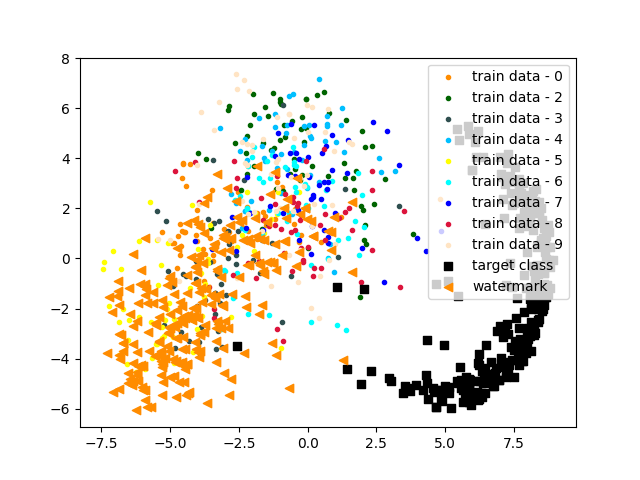 8
6
4
2
0
−2
−4
−6
−7.5 −5.0 −2.5 0.0 2.5 5.0 7.5
train data - 0
train data - 2
train data - 3
train data - 4
train data - 5
train data - 6
train data - 7
train data - 8
train data - 9
target class
watermark